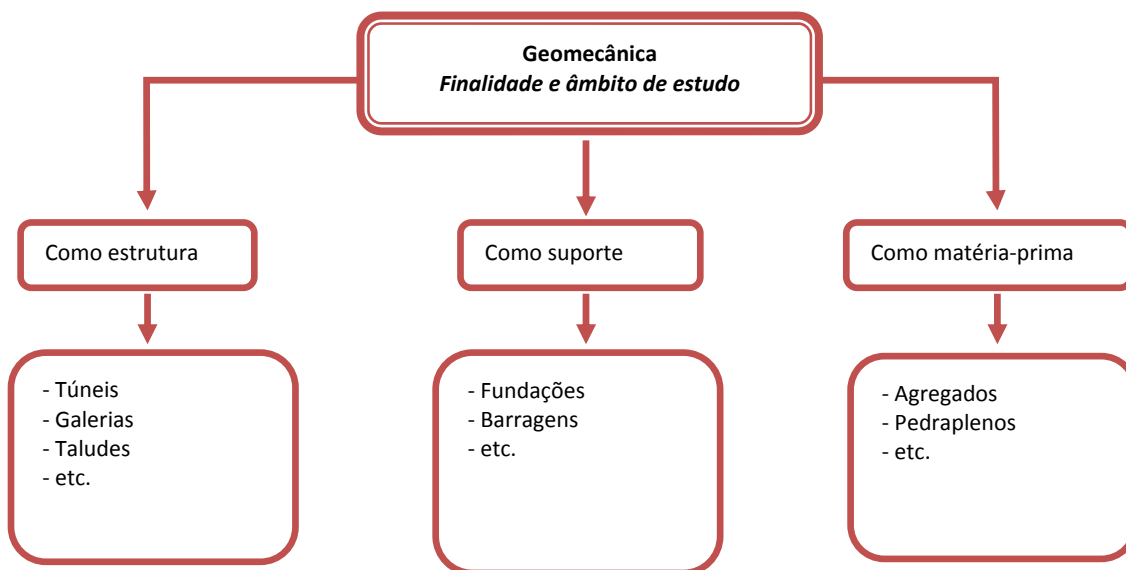 Geomecânica
Finalidade e âmbito de estudo
Como estrutura
Como suporte
Como matéria-prima
- Túneis
- Galerias
- Taludes
- etc.
- Fundações
- Barragens
- etc.
- Agregados
- Pedraplenos
- etc.